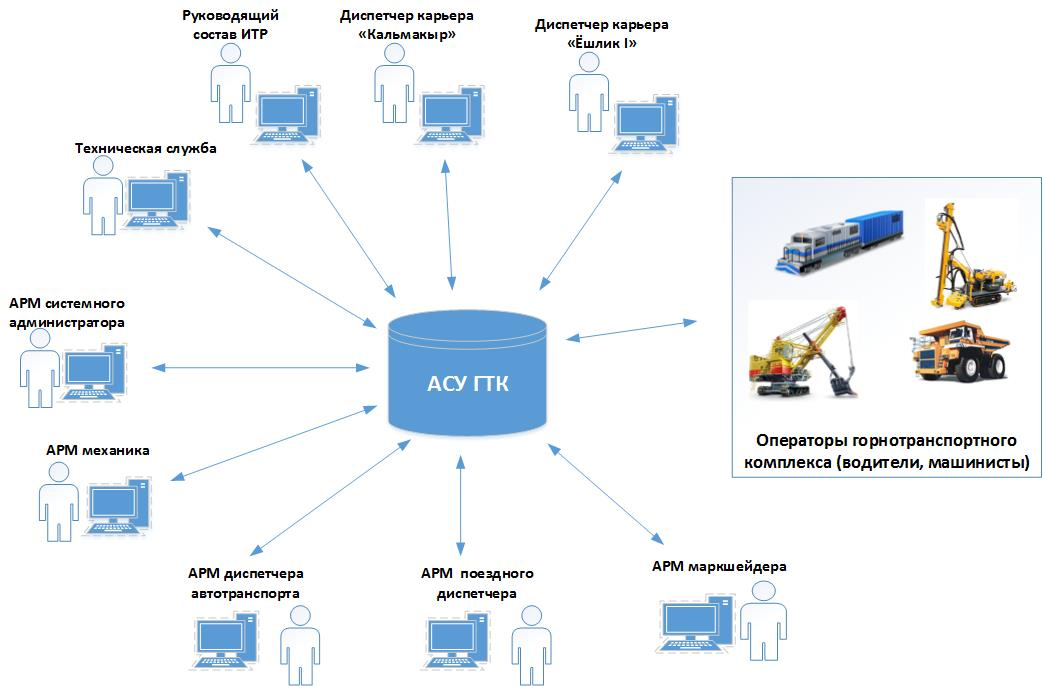 Руководящий
состав ИТР
Диспетчер карьера
«Кальмакыр»
Диспетчер карьера
«Ёшлик I»
Техническая служба
АРМ системного
администратора
АСУ ГТК
Операторы горнотранспортного
комплекса (водители, машинисты)
АРМ механика
АРМ диспетчера
автотранспорта
АРМ поездного
диспетчера
АРМ маркшейдера